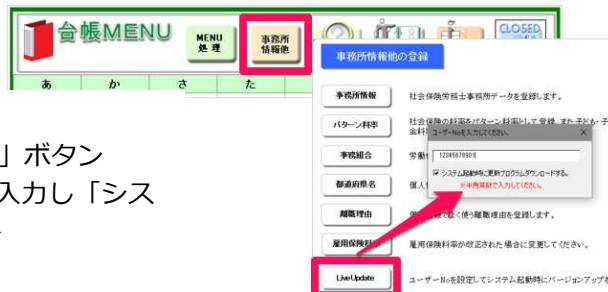 台帳MENU
MENU
処 理
事務所
情報他
CLOSED
あ か さ た
」ボタン
入力し「シス
事務所情報他の登録
事務所情報 社会保険労務士事務所データを登録します。
パターン料率 社会保険の料率をパターン料率として登録、また子ども・子
ユーザーNoを入力してください。
12345678901
システム起動時に更新プログラムダウンロードする。
※半角英数で入力してください。
事務組合
都道府県名
離職理由 よく使う離職理由を登録します。
雇用保険料率 雇用保険料率が改正された場合に変更してください。
LiveUpdate ユーザーNoを設定してシステム起動時にバージョンアップを